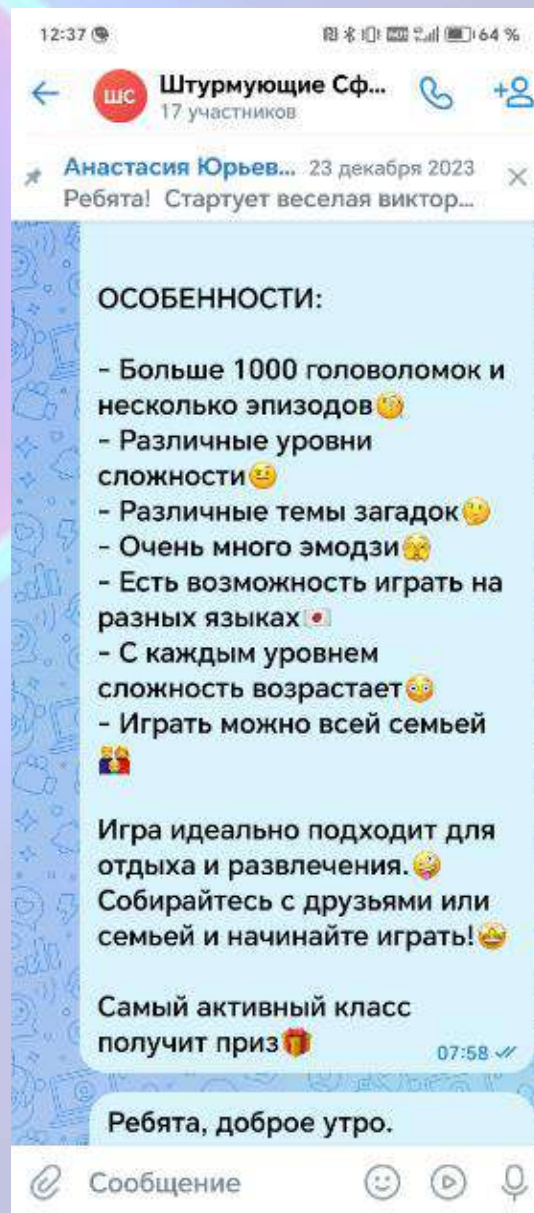 12:37
64 %
ШС
Штурмующие Сф...
17 участников
Анастасия Юрьев... 23 декабря 2023
Ребята! Стартует веселая виктор...
ОСОБЕННОСТИ:
- Больше 1000 головоломок и
несколько эпизодов🧐
- Различные уровни
сложности🤨
- Различные темы загадок🤔
- Очень много эмодзи🫣
- Есть возможность играть на
разных языках🇯🇵
- С каждым уровнем
сложность возрастает😳
- Играть можно всей семьей
👫
Игра идеально подходит для
отдыха и развлечения.🤪
Собирайтесь с друзьями или
семьей и начинайте играть!🤩
Самый активный класс
получит приз🎁
07:58
Ребята, доброе утро.
Сообщение